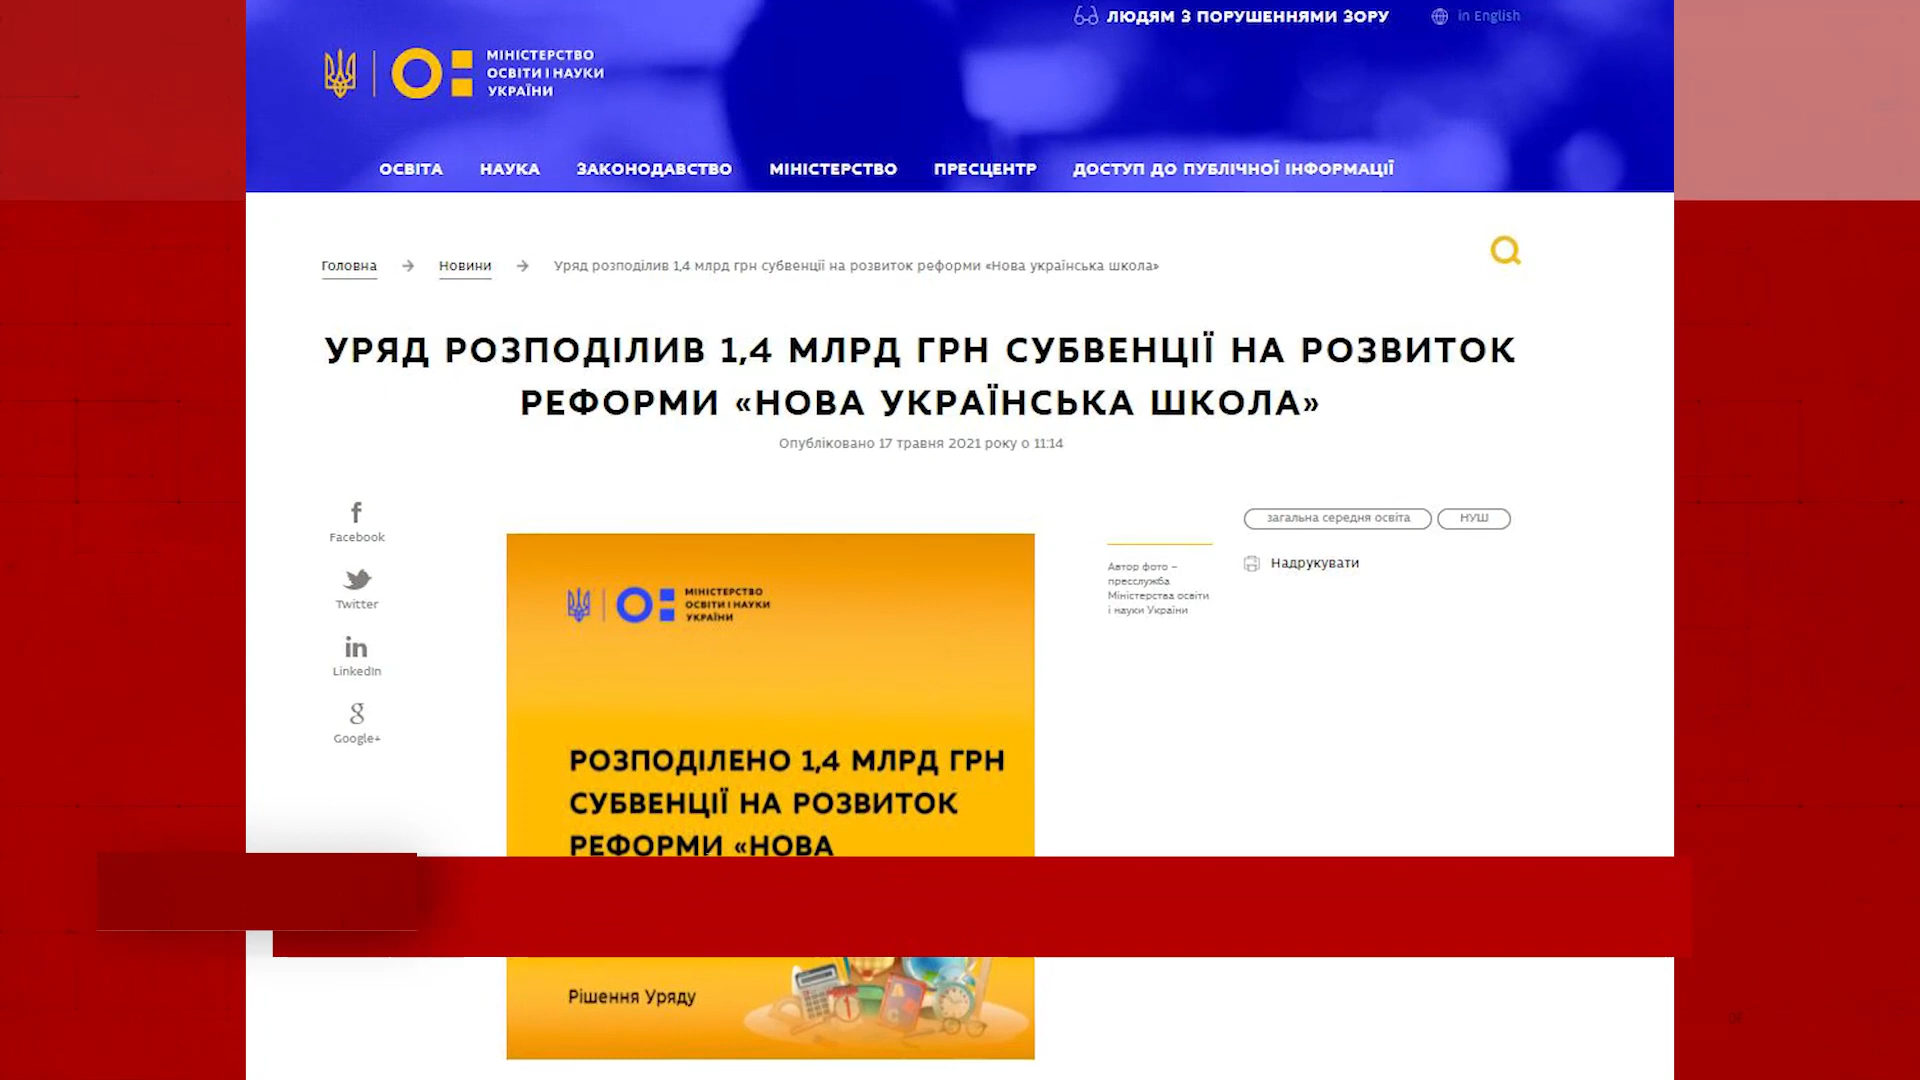 ЛЮДЯМ З ПОРУШЕННЯМИ ЗОРУ
in English
МІНІСТЕРСТВО
ОСВІТИ І НАУКИ
УКРАЇНИ
ОСВІТА НАУКА ЗАКОНОДАВСТВО МІНІСТЕРСТВО ПРЕСЦЕНТР ДОСТУП ДО ПУБЛІЧНОЇ ІНФОРМАЦІЇ
Головна → Новини → Уряд розподілив 1,4 млрд грн субвенції на розвиток реформи «Нова українська школа»
УРЯД РОЗПОДІЛИВ 1,4 МЛРД ГРН СУБВЕНЦІЇ НА РОЗВИТОК
РЕФОРМИ «НОВА УКРАЇНСЬКА ШКОЛА»
Опубліковано 17 травня 2021 року о 11:14
Facebook
Twitter
LinkedIn
Google+
МІНІСТЕРСТВО
ОСВІТИ І НАУКИ
УКРАЇНИ
РОЗПОДІЛЕНО 1,4 МЛРД ГРН
СУБВЕНЦІЇ НА РОЗВИТОК
РЕФОРМИ «НОВА
Рішення Уряду
Автор фото –
пресслужба
Міністерства освіти
і науки України
загальна середня освіта
НУШ
Надрукувати